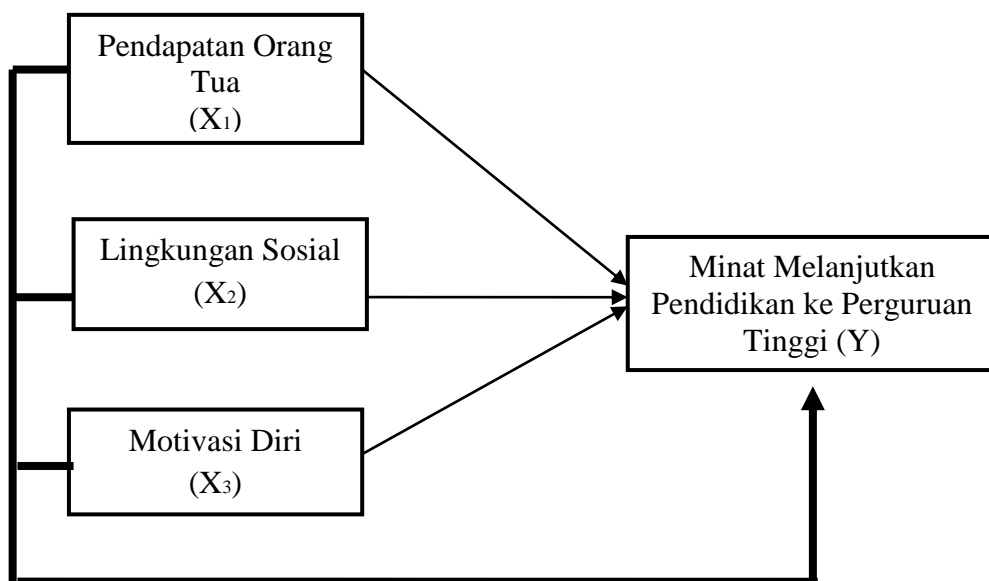 Pendapatan Orang
Tua
(X₁)
Lingkungan Sosial
(X₂)
Motivasi Diri
(X₃)
Minat Melanjutkan
Pendidikan ke Perguruan
Tinggi (Y)